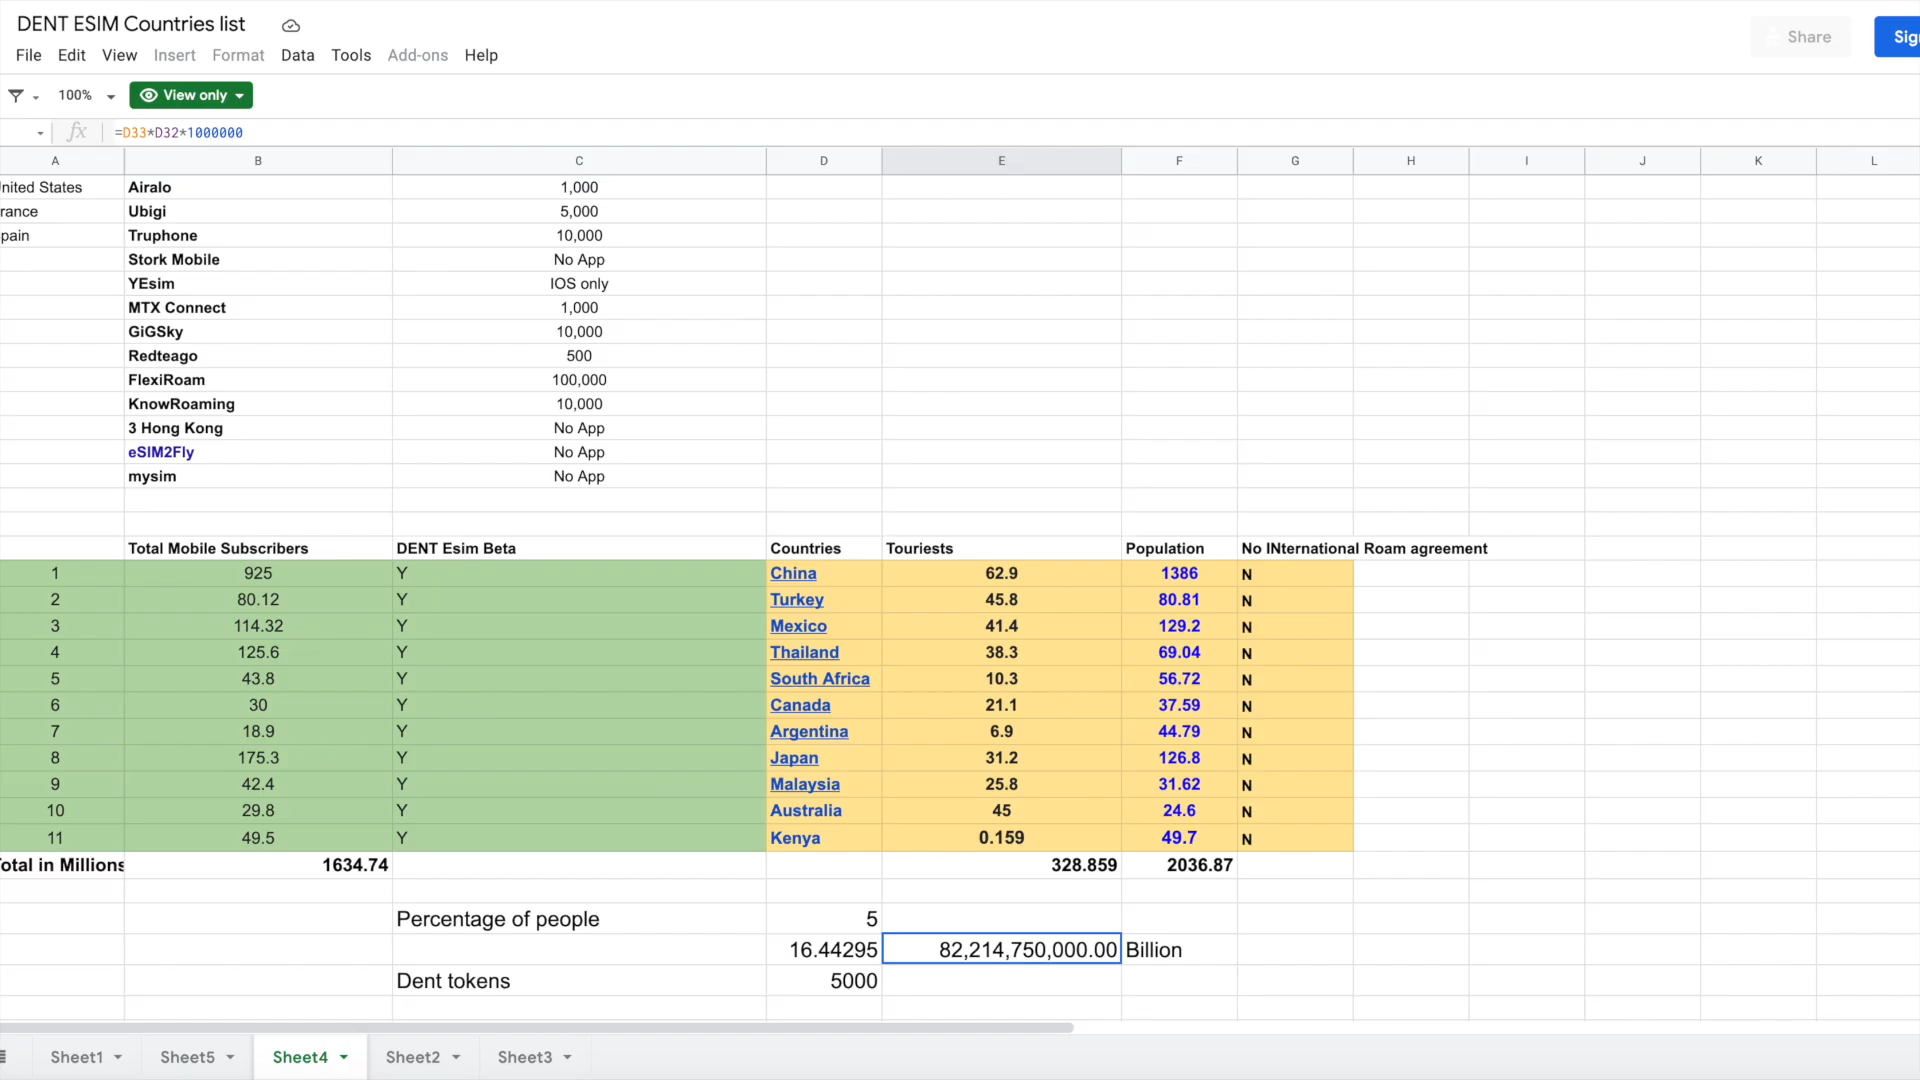 DENT ESIM Countries list
File Edit View Insert Format Data Tools Add-ons Help
Share
Sig
100% View only
fx =D33*D32*1000000
A B C D E F G H I J K L
nited States Airalo 1,000
rance Ubigi 5,000
pain Truphone 10,000
Stork Mobile No App
YEsim IOS only
MTX Connect 1,000
GiGSky 10,000
Redteago 500
FlexiRoam 100,000
KnowRoaming 10,000
3 Hong Kong No App
eSIM2Fly No App
mysim No App
Total Mobile Subscribers DENT Esim Beta Countries Touriests Population No INternational Roam agreement
1 925 Y China 62.9 1386 N
2 80.12 Y Turkey 45.8 80.81 N
3 114.32 Y Mexico 41.4 129.2 N
4 125.6 Y Thailand 38.3 69.04 N
5 43.8 Y South Africa 10.3 56.72 N
6 30 Y Canada 21.1 37.59 N
7 18.9 Y Argentina 6.9 44.79 N
8 175.3 Y Japan 31.2 126.8 N
9 42.4 Y Malaysia 25.8 31.62 N
10 29.8 Y Australia 45 24.6 N
11 49.5 Y Kenya 0.159 49.7 N
otal in Millions 1634.74 328.859 2036.87
Percentage of people 5
16.44295 82,214,750,000.00 Billion
Dent tokens 5000
Sheet1 Sheet5 Sheet4 Sheet2 Sheet3